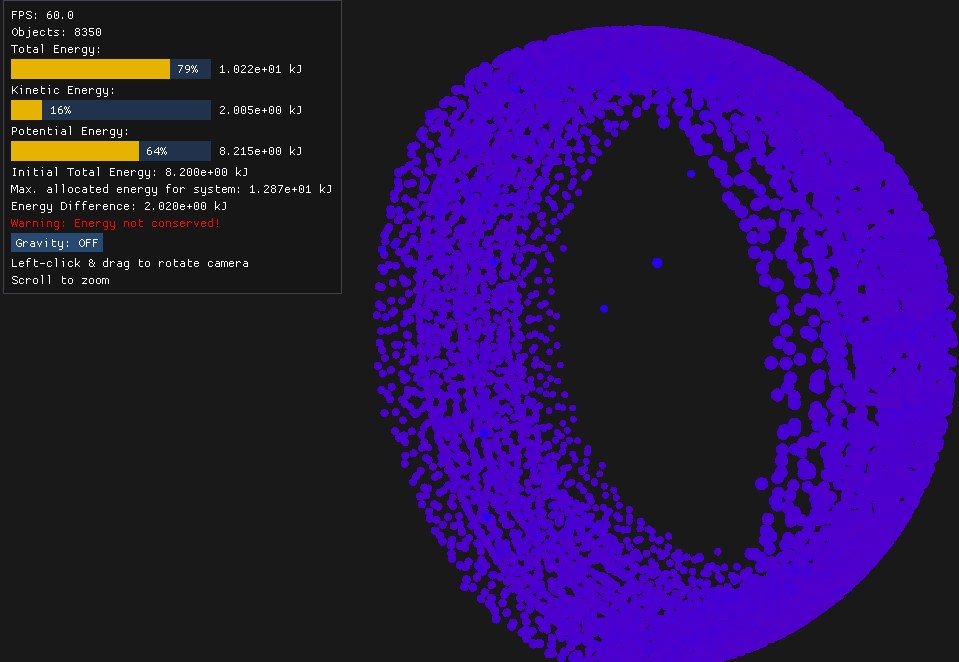 FPS: 60.0
Objects: 8350
Total Energy:
79% 1.022e+01 kJ
Kinetic Energy:
16% 2.005e+00 kJ
Potential Energy:
64% 8.215e+00 kJ
Initial Total Energy: 8.200e+00 kJ
Max. allocated energy for system: 1.287e+01 kJ
Energy Difference: 2.020e+00 kJ
Warning: Energy not conserved!
Gravity: OFF
Left-click & drag to rotate camera
Scroll to zoom